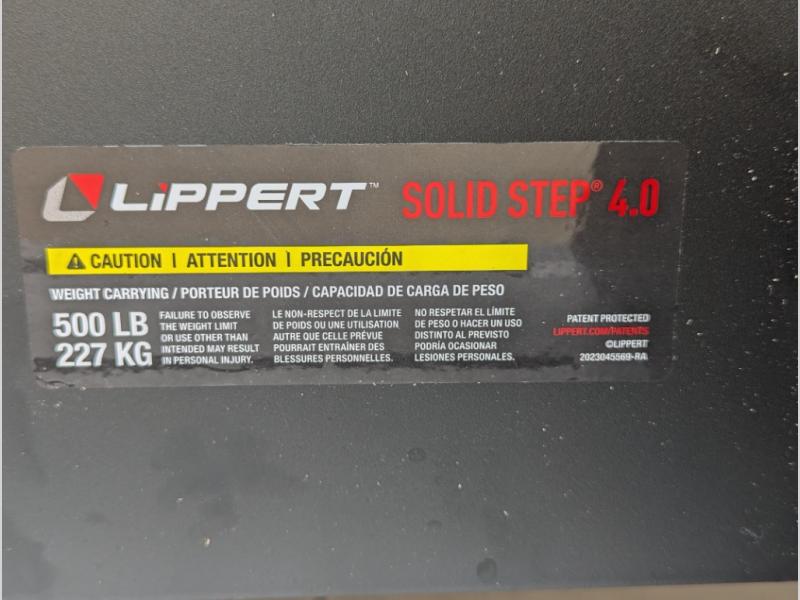 LiPPERT™ SOLID STEP® 4.0
⚠ CAUTION | ATTENTION | PRECAUCIÓN
WEIGHT CARRYING / PORTEUR DE POIDS / CAPACIDAD DE CARGA DE PESO
500 LB
227 KG
FAILURE TO OBSERVE
THE WEIGHT LIMIT
OR USE OTHER THAN
INTENDED MAY RESULT
IN PERSONAL INJURY.
LE NON-RESPECT DE LA LIMITE
DE POIDS OU UNE UTILISATION
AUTRE QUE CELLE PRÉVUE
POURRAIT ENTRAÎNER DES
BLESSURES PERSONNELLES.
NO RESPETAR EL LÍMITE
DE PESO O HACER UN USO
DISTINTO AL PREVISTO
PODRÍA OCASIONAR
LESIONES PERSONALES.
PATENT PROTECTED
LIPPERT.COM/PATENTS
©LIPPERT
2023045569-RA